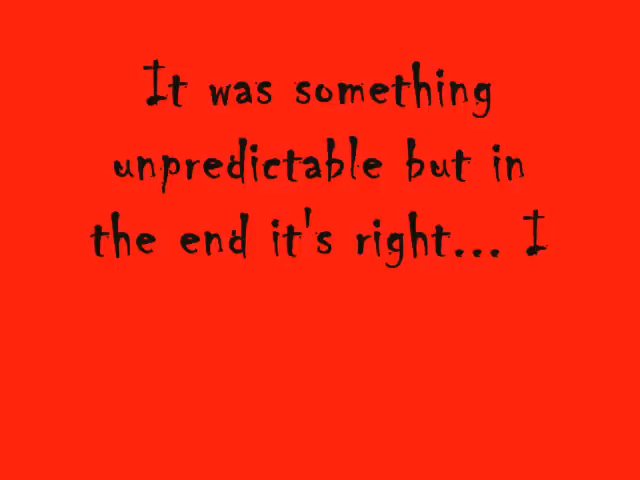 It was something
unpredictable but in
the end it's right... I